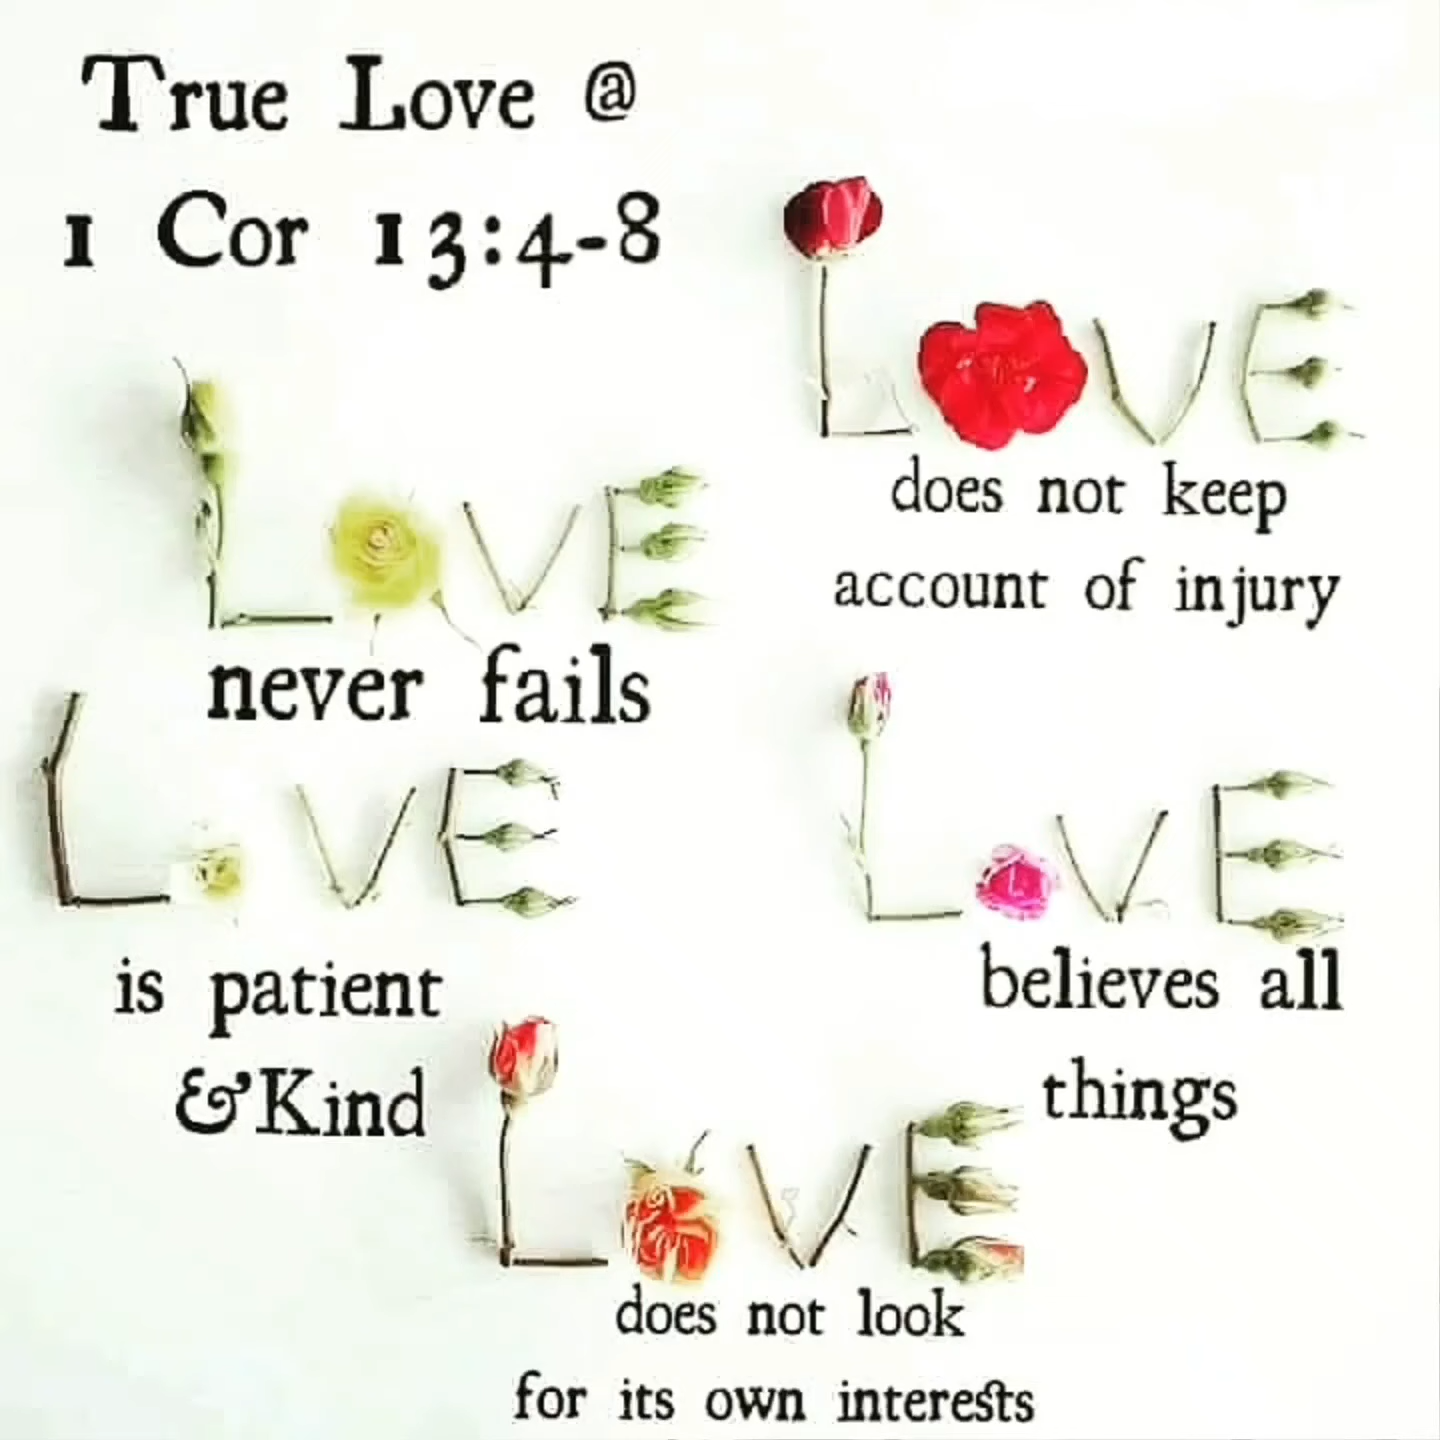 True Love @
1 Cor 13:4-8
LOVE
never fails
LOVE
is patient
&Kind
LOVE
does not keep
account of injury
LOVE
believes all
things
LOVE
does not look
for its own interests